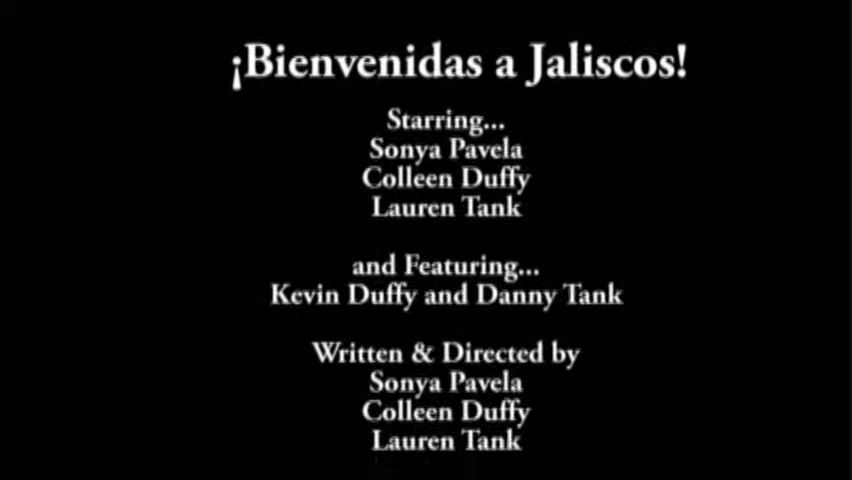 ¡Bienvenidas a Jaliscos!
Starring...
Sonya Pavela
Colleen Duffy
Lauren Tank
and Featuring...
Kevin Duffy and Danny Tank
Written & Directed by
Sonya Pavela
Colleen Duffy
Lauren Tank